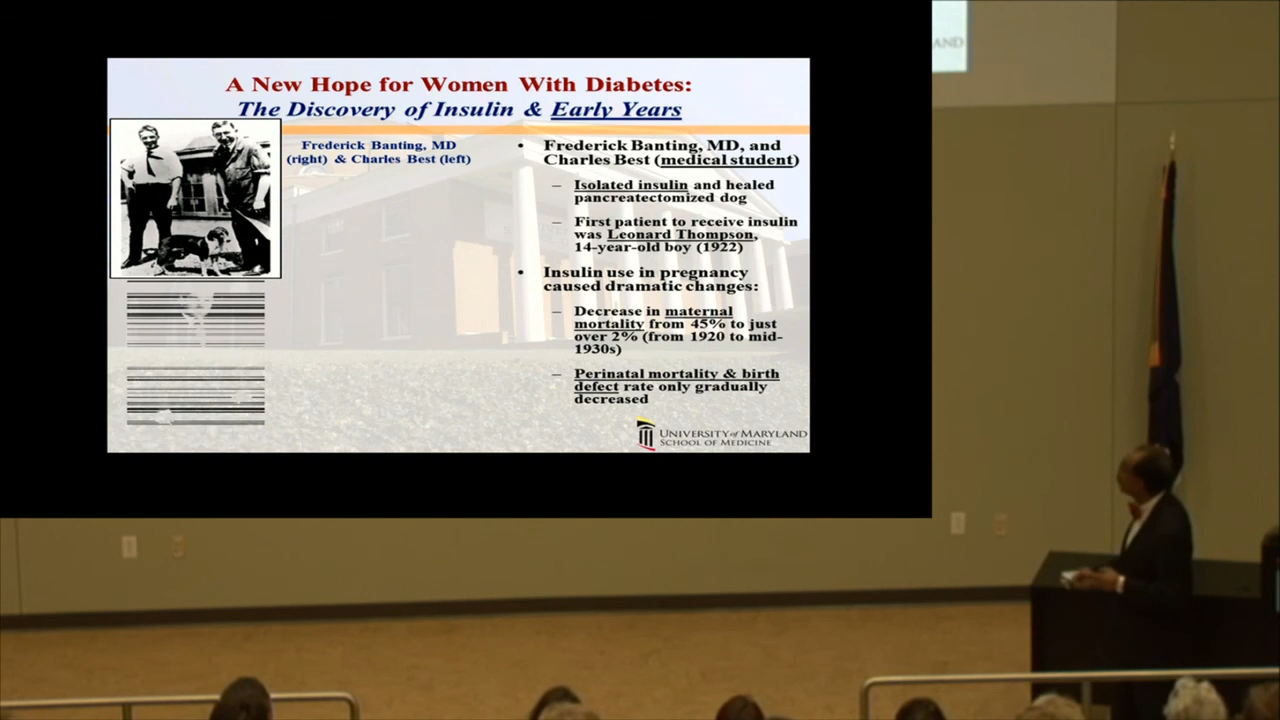 A New Hope for Women With Diabetes:
The Discovery of Insulin & Early Years
Frederick Banting, MD
(right) & Charles Best (left)
• Frederick Banting, MD, and
Charles Best (medical student)
– Isolated insulin and healed
pancreatectomized dog
– First patient to receive insulin
was Leonard Thompson,
14-year-old boy (1922)
• Insulin use in pregnancy
caused dramatic changes:
– Decrease in maternal
mortality from 45% to just
over 2% (from 1920 to mid-
1930s)
– Perinatal mortality & birth
defect rate only gradually
decreased
UNIVERSITY of MARYLAND
SCHOOL OF MEDICINE
AND